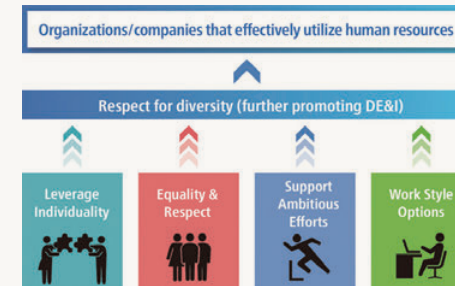 Organizations/companies that effectively utilize human resources
Respect for diversity (further promoting DE&I)
Leverage
Individuality
Equality &
Respect
Support
Ambitious
Efforts
Work Style
Options